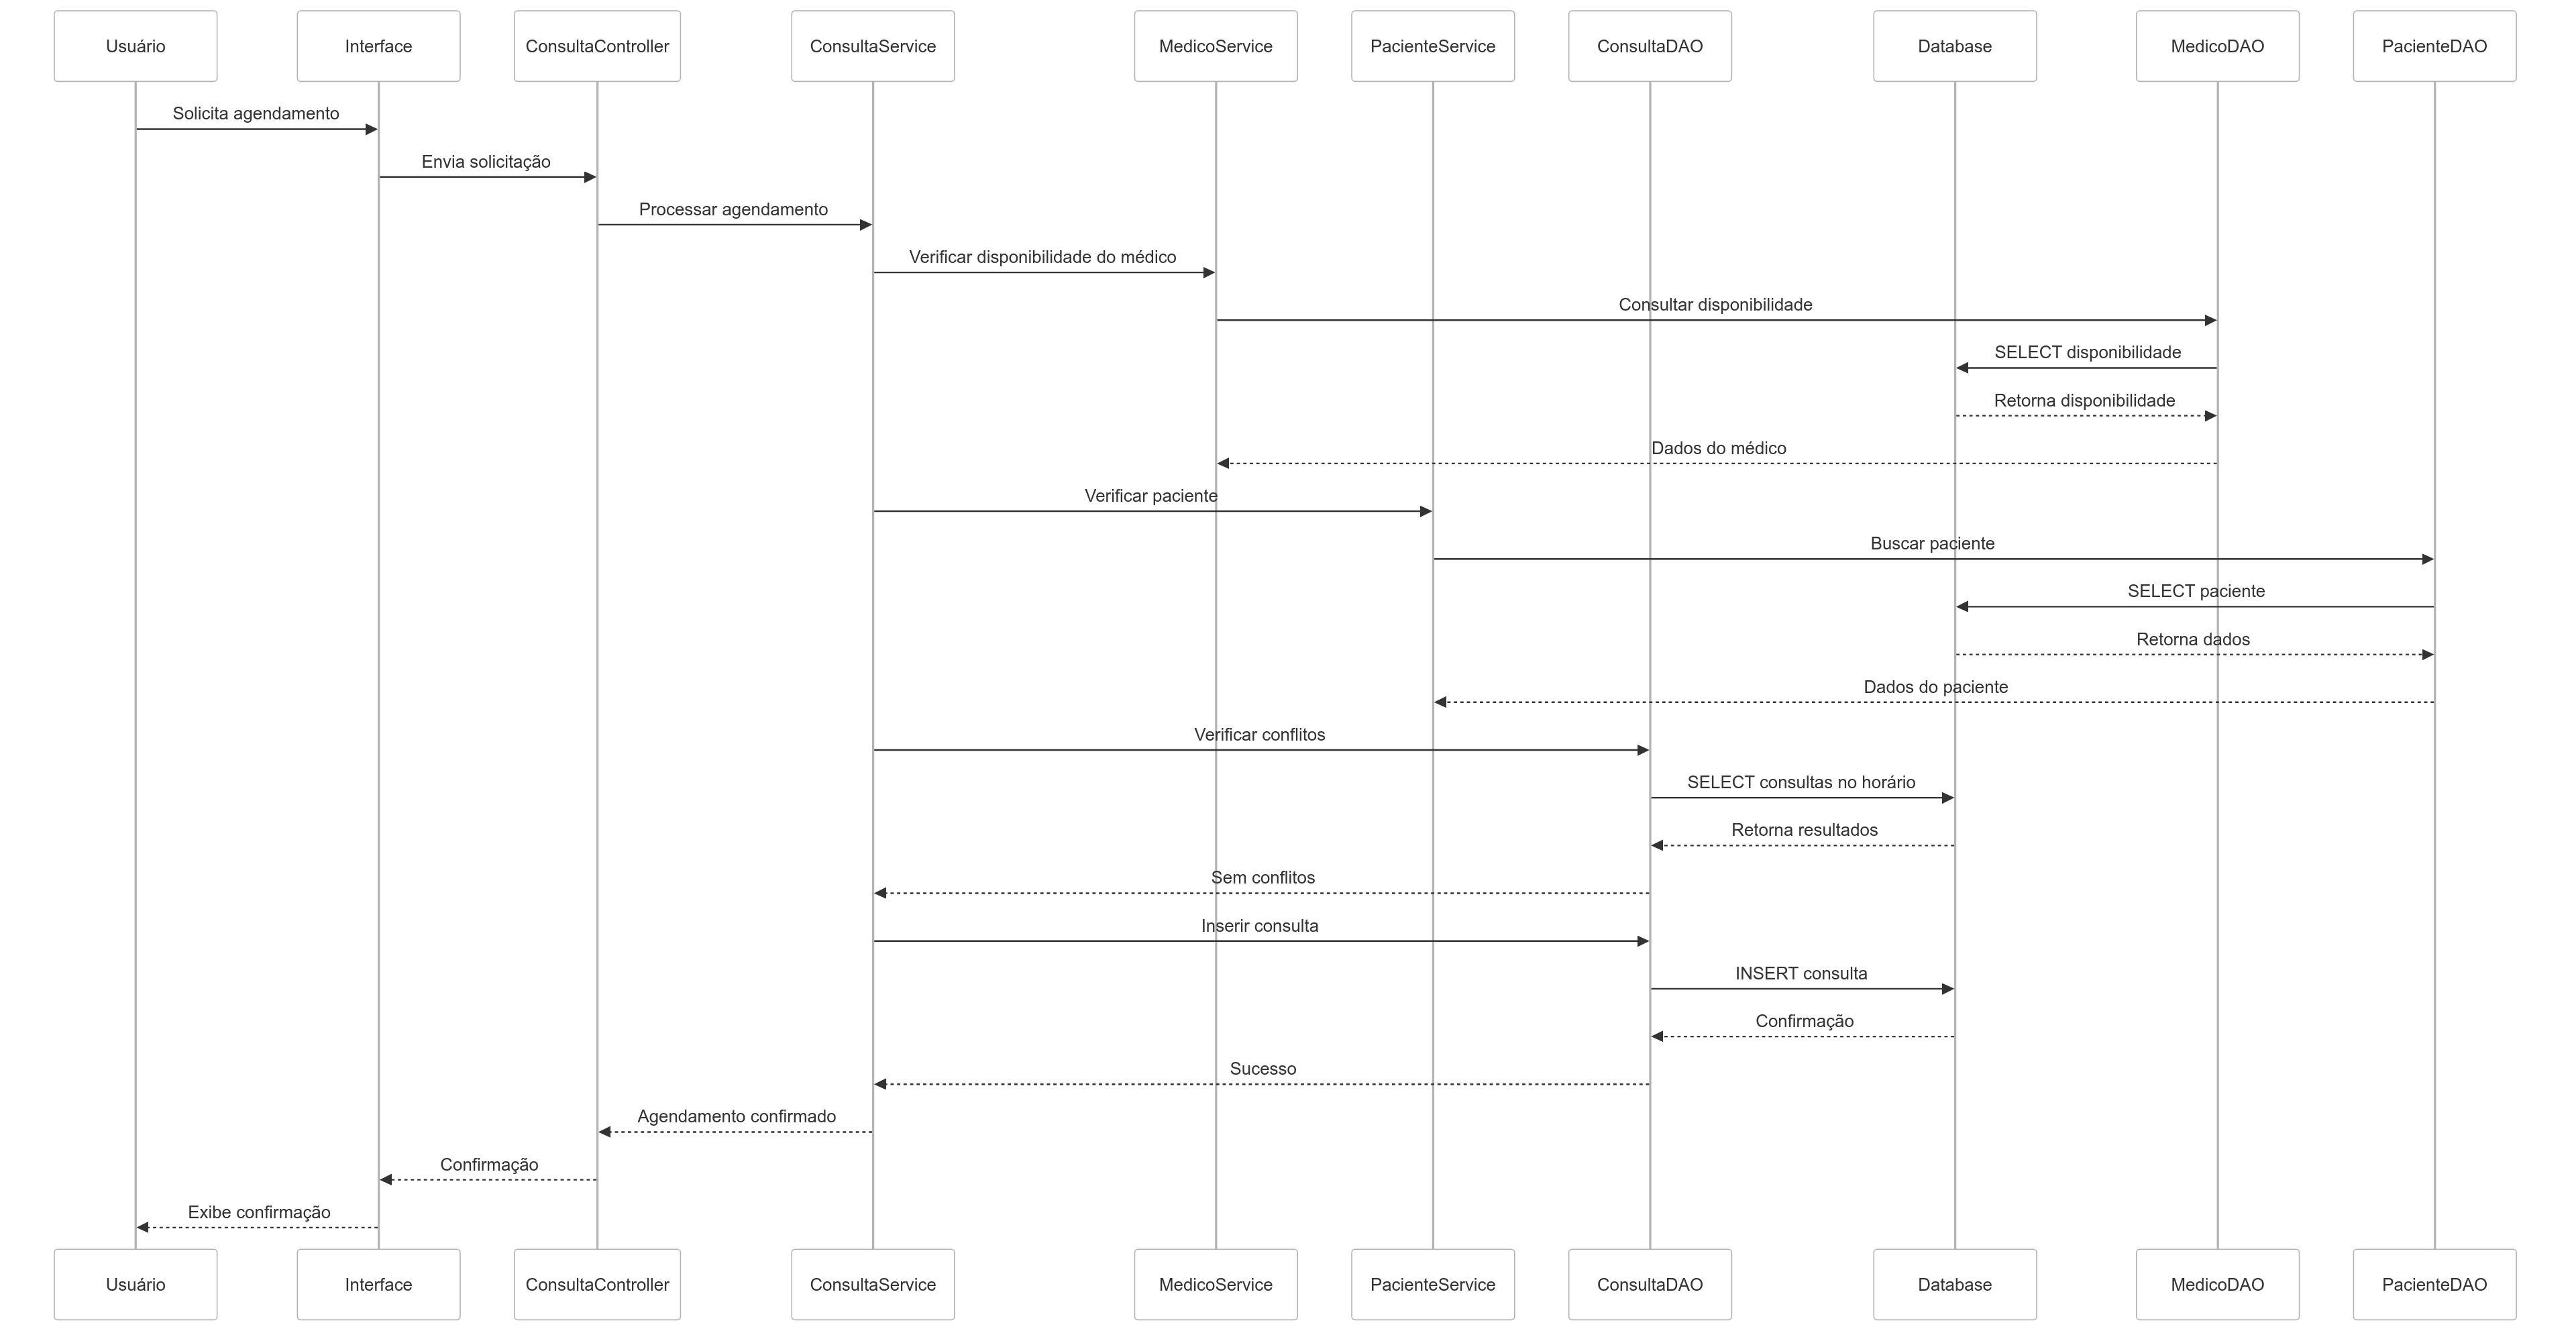 Usuário
Interface
ConsultaController
ConsultaService
MedicoService
PacienteService
ConsultaDAO
Database
MedicoDAO
PacienteDAO
Solicita agendamento
Envia solicitação
Processar agendamento
Verificar disponibilidade do médico
Consultar disponibilidade
SELECT disponibilidade
Retorna disponibilidade
Dados do médico
Verificar paciente
Buscar paciente
SELECT paciente
Retorna dados
Dados do paciente
Verificar conflitos
SELECT consultas no horário
Retorna resultados
Sem conflitos
Inserir consulta
INSERT consulta
Confirmação
Sucesso
Agendamento confirmado
Confirmação
Exibe confirmação
Usuário
Interface
ConsultaController
ConsultaService
MedicoService
PacienteService
ConsultaDAO
Database
MedicoDAO
PacienteDAO